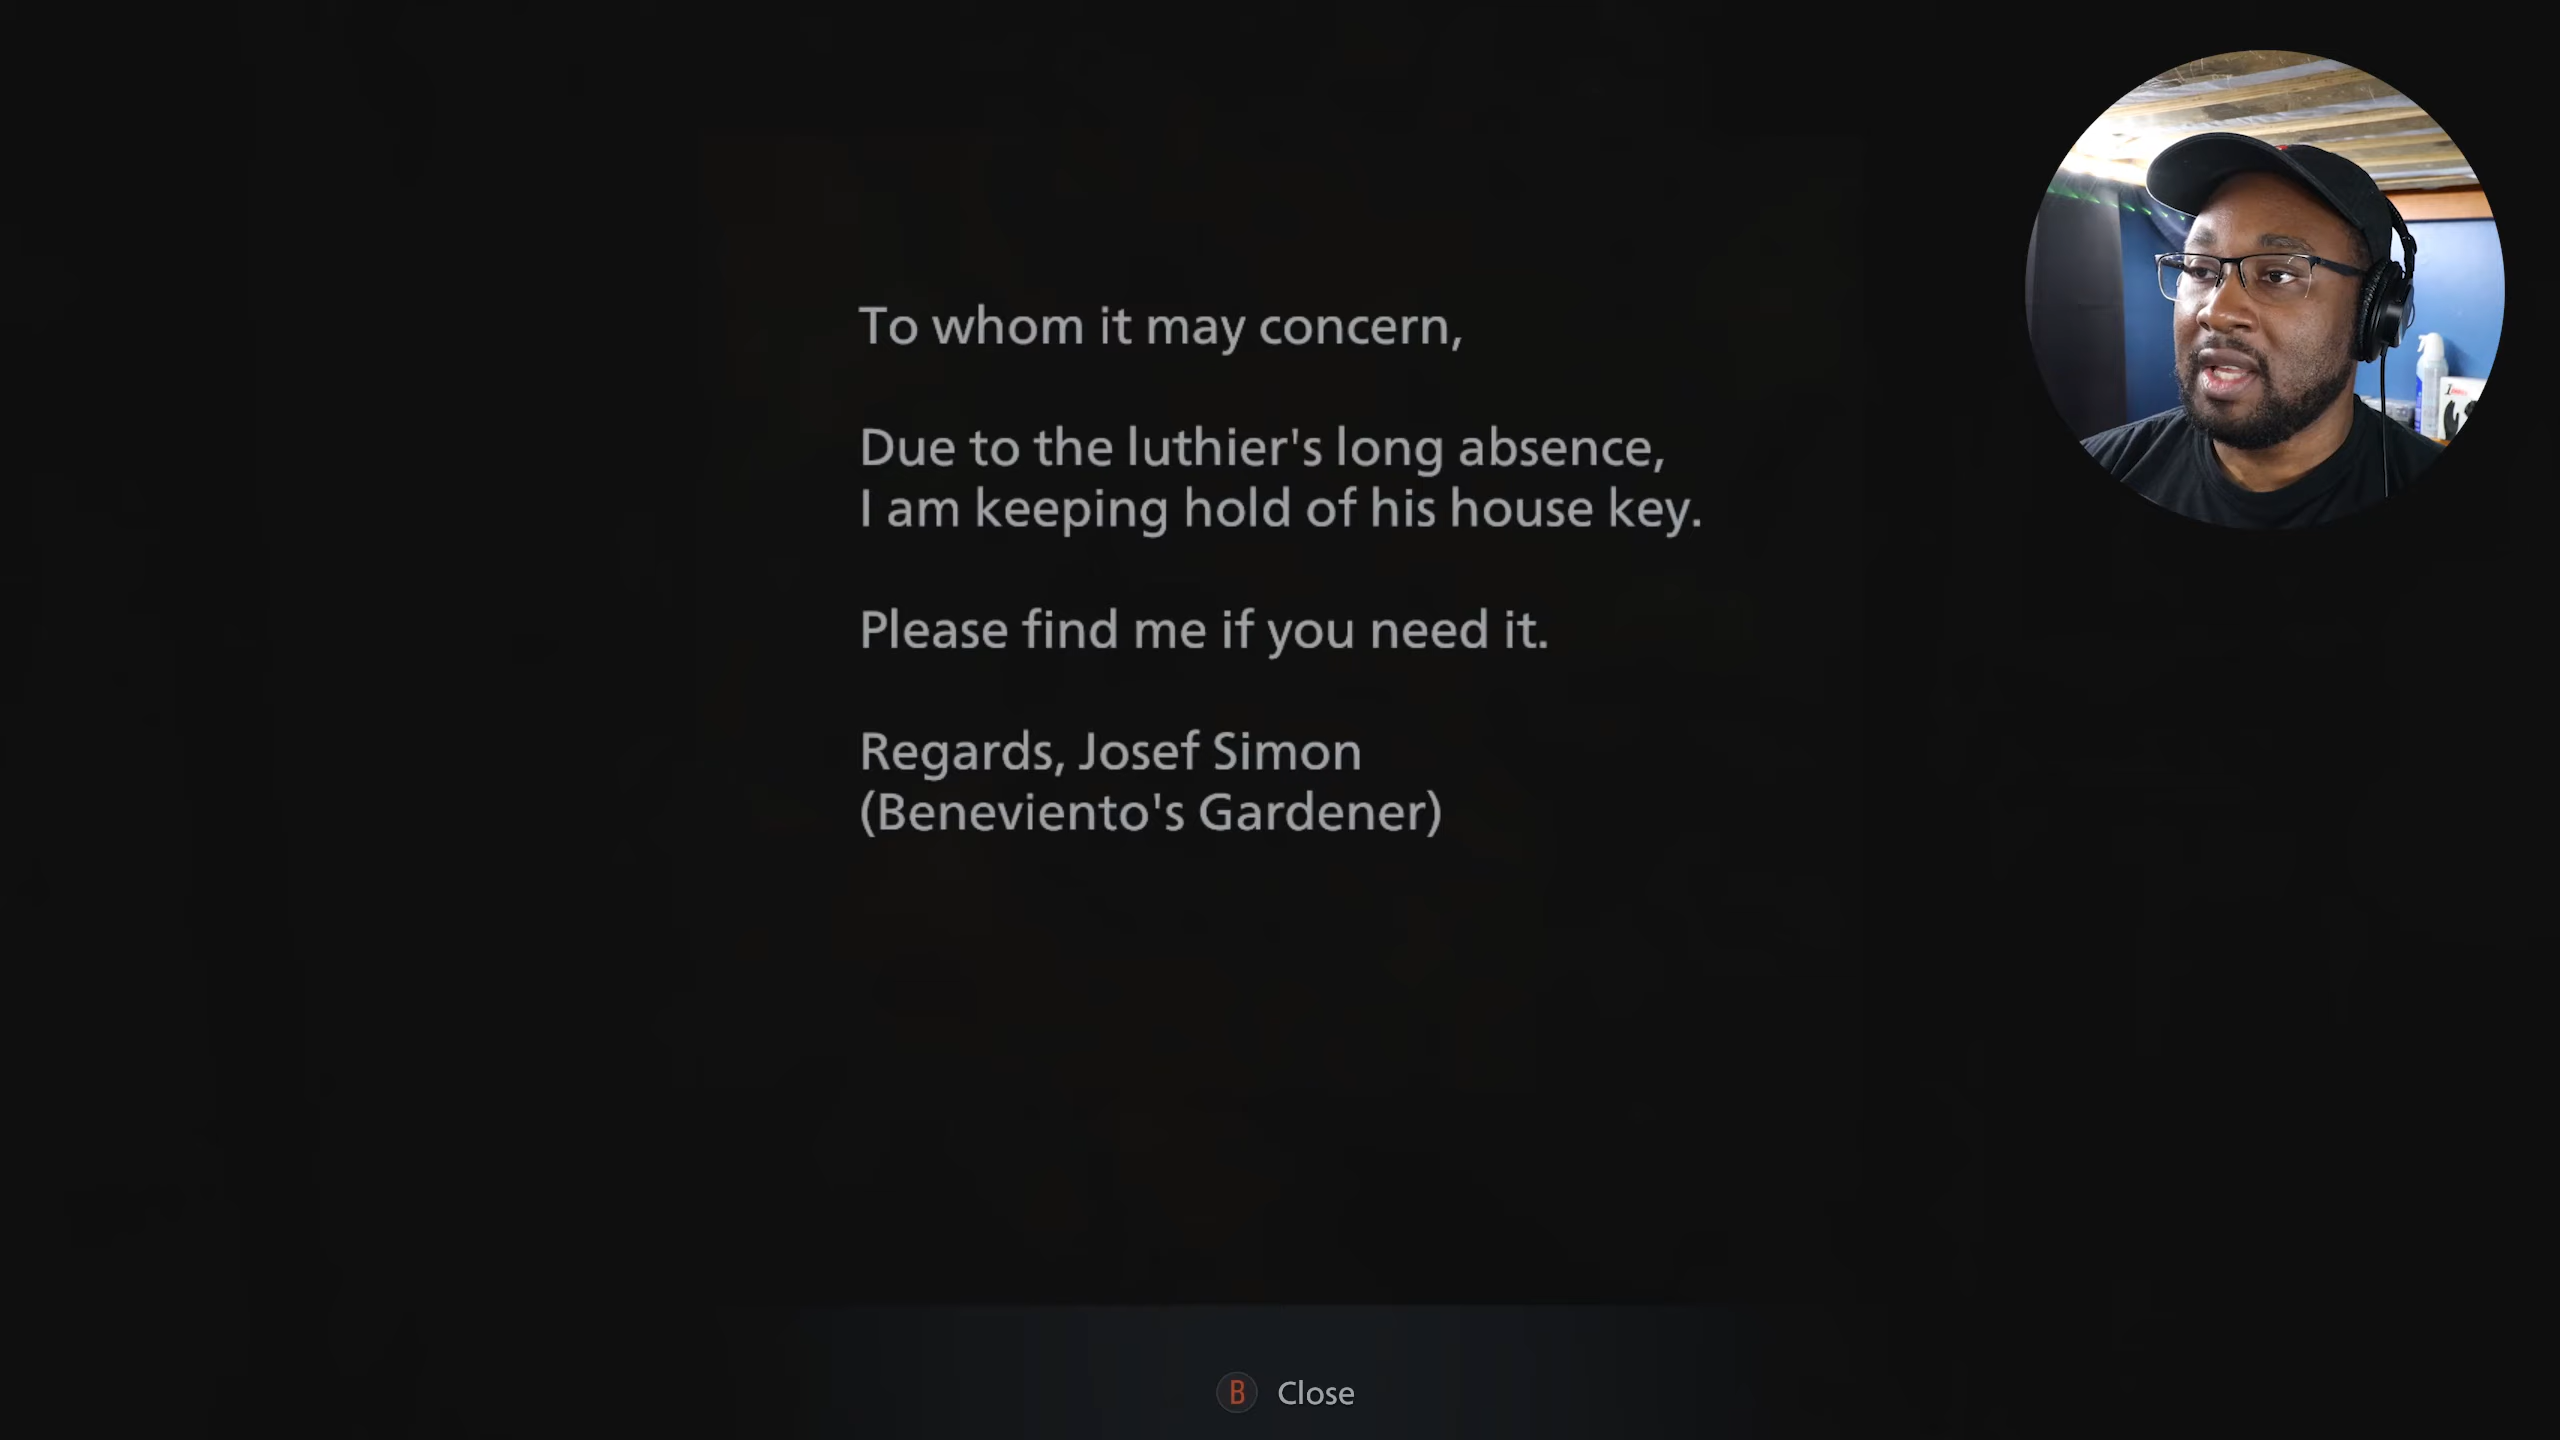 To whom it may concern,
Due to the luthier's long absence,
I am keeping hold of his house key.
Please find me if you need it.
Regards, Josef Simon
(Beneviento's Gardener)
B Close